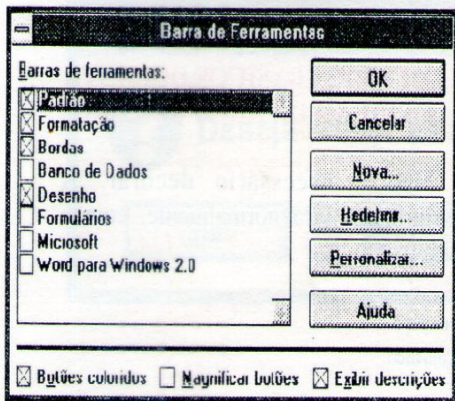 Barra de Ferramentas
Barras de ferramentas:
Padrão
Formatação
Bordas
Banco de Dados
Desenho
Formulários
Microsoft
Word para Windows 2.0
OK
Cancelar
Nova...
Redefinir...
Personalizar...
Ajuda
Botões coloridos
Magnificar botões
Exibir descrições